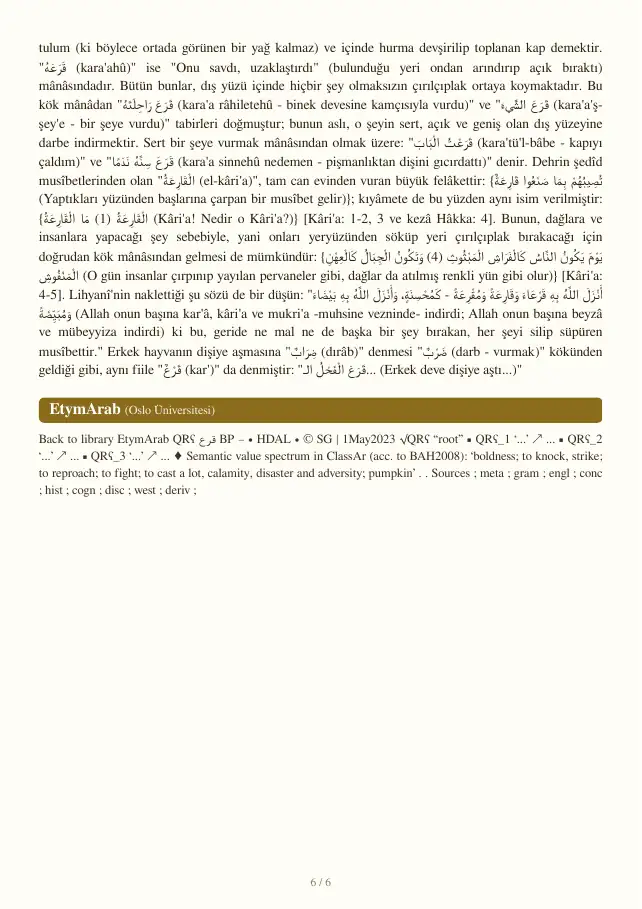 tulum (ki böylece ortada görünen bir yağ kalmaz) ve içinde hurma devşirilip toplanan kap demektir.
"قَرَعَهُ (kara'ahû)" ise "Onu savdı, uzaklaştırdı" (bulunduğu yeri ondan arındırıp açık bıraktı)
mânâsındadır. Bütün bunlar, dış yüzü içinde hiçbir şey olmaksızın çırılçıplak ortaya koymaktadır. Bu
kök mânâdan "قَرَعَ رَاحِلَتَهُ (kara'a râhiletehû - binek devesine kamçısıyla vurdu)" ve "قَرَعَ الشَّيءَ (kara'a'ş-
şey'e - bir şeye vurdu)" tabirleri doğmuştur; bunun aslı, o şeyin sert, açık ve geniş olan dış yüzeyine
darbe indirmektir. Sert bir şeye vurmak mânâsından olmak üzere: "قَرَعْتُ الْبَابَ (kara'tü'l-bâbe - kapıyı
çaldım)" ve "قَرَعَ سِنَّهُ نَدَمًا (kara'a sinnehû nedemen - pişmanlıktan dişini gıcırdattı)" denir. Dehrin şedîd
musîbetlerinden olan "الْقَارِعَةُ (el-kâri'a)", tam can evinden vuran büyük felâkettir: {تُصِيبُهُمْ بِمَا صَنَعُوا قَارِعَةٌ
(Yaptıkları yüzünden başlarına çarpan bir musîbet gelir)}; kıyâmete de bu yüzden aynı isim verilmiştir:
{الْقَارِعَةُ (1) مَا الْقَارِعَةُ (Kâri'a! Nedir o Kâri'a?)} [Kâri'a: 1-2, 3 ve kezâ Hâkka: 4]. Bunun, dağlara ve
insanlara yapacağı şey sebebiyle, yani onları yeryüzünden söküp yeri çırılçıplak bırakacağı için
doğrudan kök mânâsından gelmesi de mümkündür: {يَوْمَ يَكُونُ النَّاسُ كَالْفَرَاشِ الْمَبْثُوثِ (4) وَتَكُونُ الْجِبَالُ كَالْعِهْنِ
الْمَنْفُوشِ (O gün insanlar çırpınıp yayılan pervaneler gibi, dağlar da atılmış renkli yün gibi olur)} [Kâri'a:
4-5]. Lihyanî'nin naklettiği şu sözü de bir düşün: "أَنْزَلَ اللَّهُ بِهِ قَرْعَاءَ وَقَارِعَةً وَمُقْرِعَةً - كَمُحْسِنَةٍ، وَأَنْزَلَ اللَّهُ بِهِ بَيْضَاءَ
وَمُبَيِّضَةً (Allah onun başına kar'â, kâri'a ve mukri'a -muhsine vezninde- indirdi; Allah onun başına beyzâ
ve mübeyyiza indirdi) ki bu, geride ne mal ne de başka bir şey bırakan, her şeyi silip süpüren
musîbettir." Erkek hayvanın dişiye aşmasına "ضِرَابٌ (dırâb)" denmesi "ضَرْبٌ (darb - vurmak)" kökünden
geldiği gibi, aynı fiile "قَرْعٌ (kar')" da denmiştir: "قَرَعَ الْفَحْلُ الـ... (Erkek deve dişiye aştı...)"
EtymArab (Oslo Üniversitesi)
Back to library EtymArab QRʕ قرع BP – • HDAL • © SG | 1May2023 √QRʕ “root” ▪ QRʕ_1 ‘...’ ↗ ... ▪ QRʕ_2
‘...’ ↗ ... ▪ QRʕ_3 ‘...’ ↗ ... ♦ Semantic value spectrum in ClassAr (acc. to BAH2008): ‘boldness; to knock, strike;
to reproach; to fight; to cast a lot, calamity, disaster and adversity; pumpkin’ . . Sources ; meta ; gram ; engl ; conc
; hist ; cogn ; disc ; west ; deriv ;
6 / 6